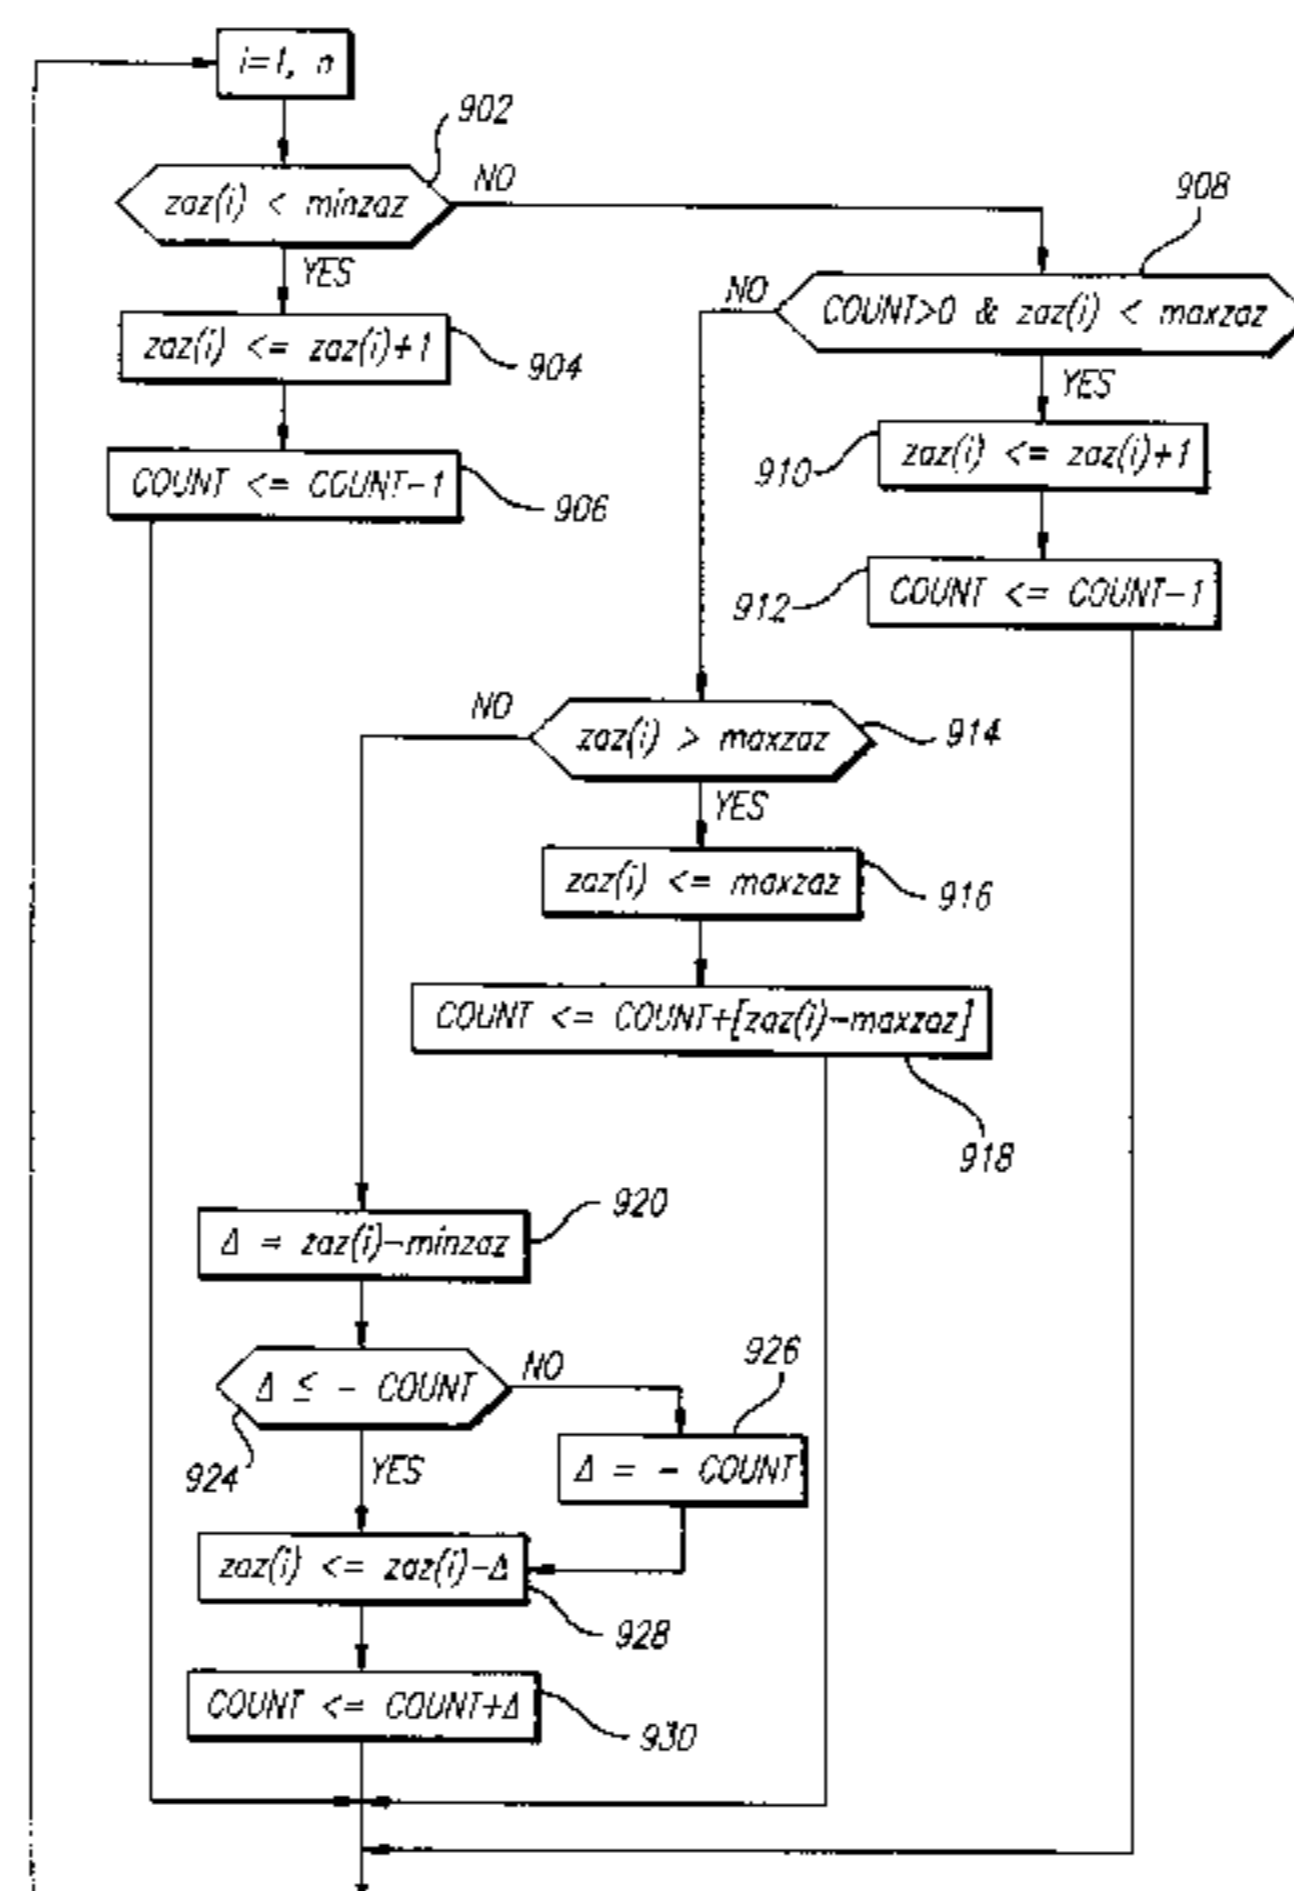 i=1, n
902
zaz(i) < minzaz
NO
YES
908
COUNT>0 & zaz(i) < maxzaz
NO
YES
zaz(i) <= zaz(i)+1
904
zaz(i) <= zaz(i)+1
910
COUNT <= COUNT-1
906
COUNT <= COUNT-1
912
NO
zaz(i) > maxzaz
914
YES
zaz(i) <= maxzaz
916
COUNT <= COUNT+[zaz(i)-maxzaz]
918
920
Δ = zaz(i)-minzaz
Δ ≤ - COUNT
NO
924
YES
926
Δ = - COUNT
zaz(i) <= zaz(i)-Δ
928
COUNT <= COUNT+Δ
930